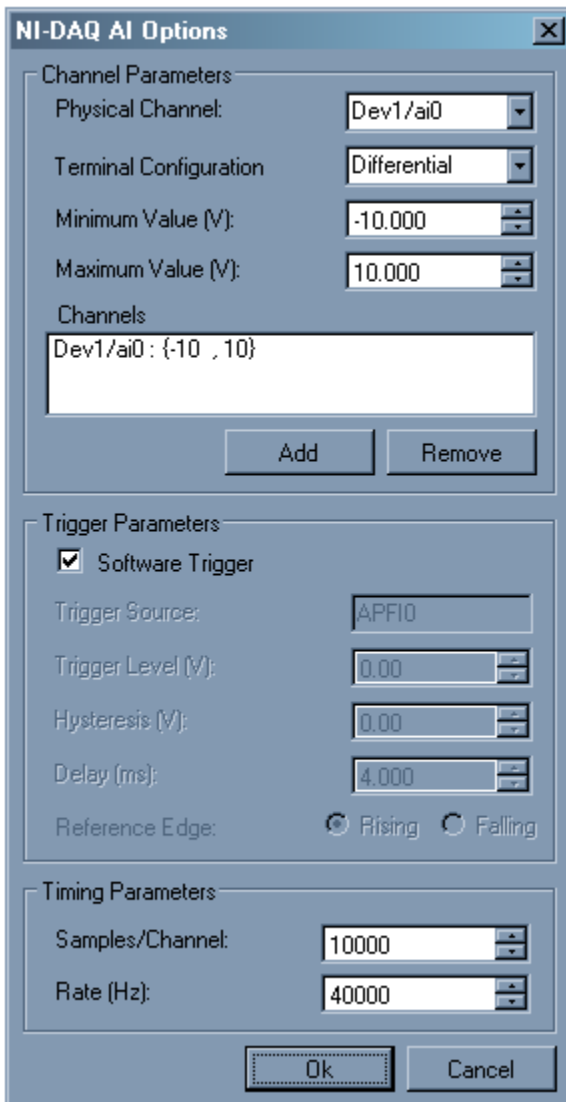 NI-DAQ AI Options
Channel Parameters
Physical Channel: Dev1/ai0
Terminal Configuration Differential
Minimum Value (V): -10.000
Maximum Value (V): 10.000
Channels
Dev1/ai0 : {-10 , 10}
Add Remove
Trigger Parameters
Software Trigger
Trigger Source: APFI0
Trigger Level (V): 0.00
Hysteresis (V): 0.00
Delay (ms): 4.000
Reference Edge: Rising Falling
Timing Parameters
Samples/Channel: 10000
Rate (Hz): 40000
Ok Cancel